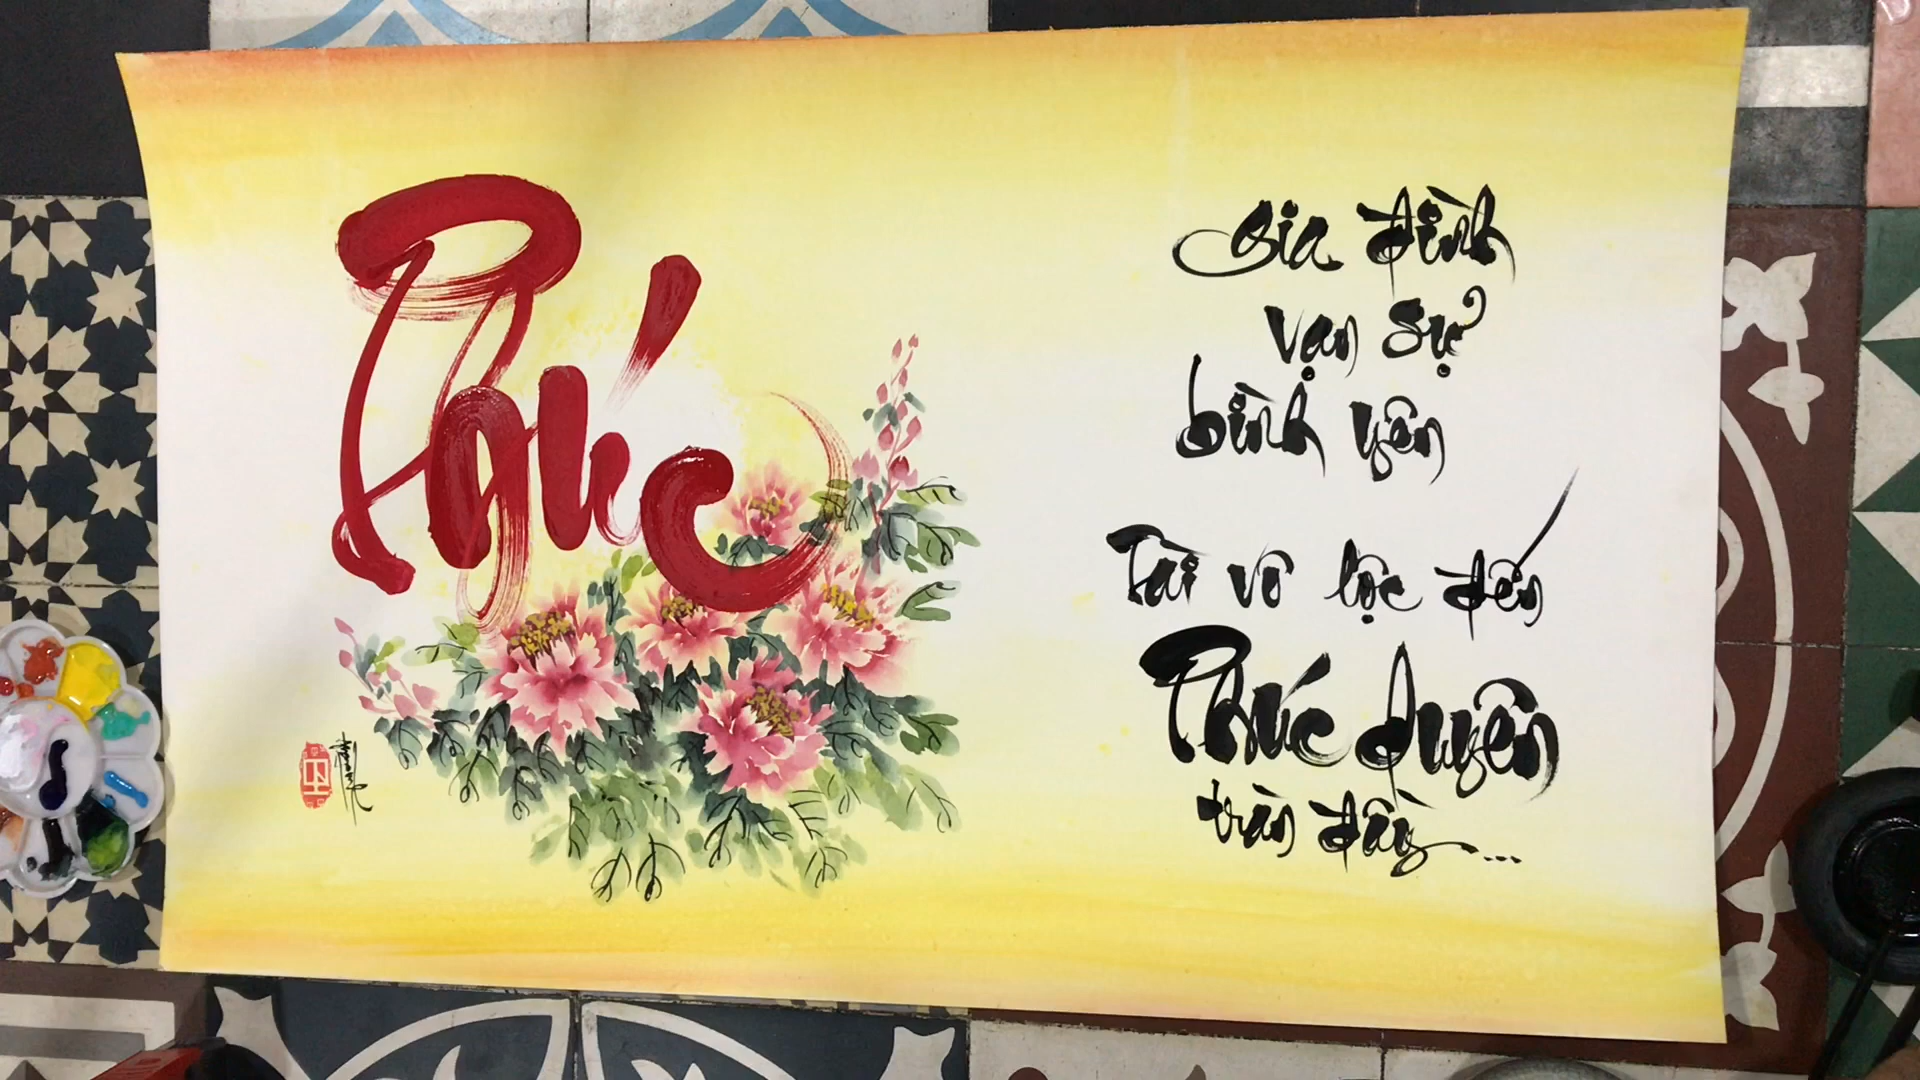 Phúc
Gia đình
vạn sự
bình yên
Tài vô lộc đến
Phúc duyên
tràn đầy...